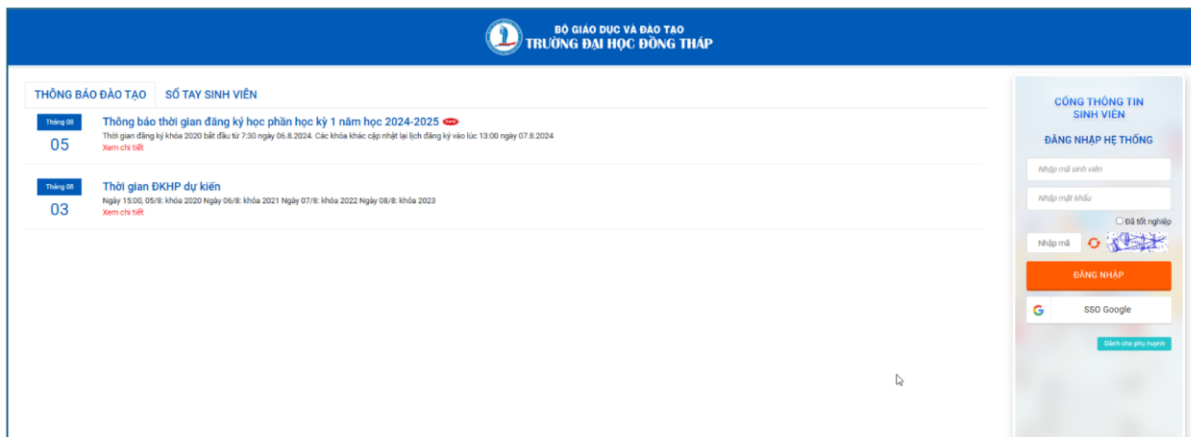 BỘ GIÁO DỤC VÀ ĐÀO TẠO
TRƯỜNG ĐẠI HỌC ĐỒNG THÁP
THÔNG BÁO ĐÀO TẠO
SỔ TAY SINH VIÊN
Tháng 08
05
Thông báo thời gian đăng ký học phần học kỳ 1 năm học 2024-2025
Thời gian đăng ký khóa 2020 bắt đầu từ 7:30 ngày 06.8.2024. Các khóa khác cập nhật lại lịch đăng ký vào lúc 13:00 ngày 07.8.2024
Xem chi tiết
Tháng 08
03
Thời gian ĐKHP dự kiến
Ngày 15:00, 05/8: khóa 2020 Ngày 06/8: khóa 2021 Ngày 07/8: khóa 2022 Ngày 08/8: khóa 2023
Xem chi tiết
CỔNG THÔNG TIN
SINH VIÊN
ĐĂNG NHẬP HỆ THỐNG
Nhập mã sinh viên
Nhập mật khẩu
Đã tốt nghiệp
Nhập mã
ĐĂNG NHẬP
SSO Google
Dành cho phụ huynh